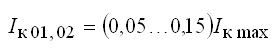 Iк 01, 02 = (0,05…0,15)Iк max